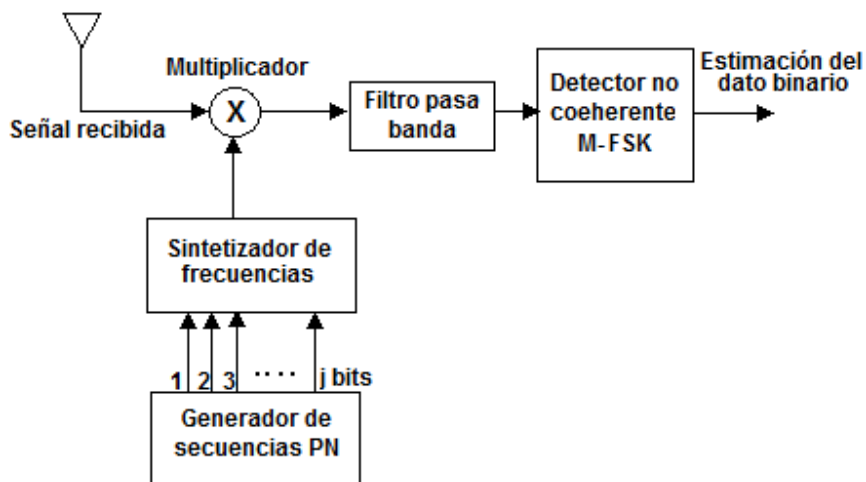 Multiplicador
X
Señal recibida
Filtro pasa
banda
Detector no
coeherente
M-FSK
Estimación del
dato binario
Sintetizador de
frecuencias
1 2 3 .... j bits
Generador de
secuencias PN